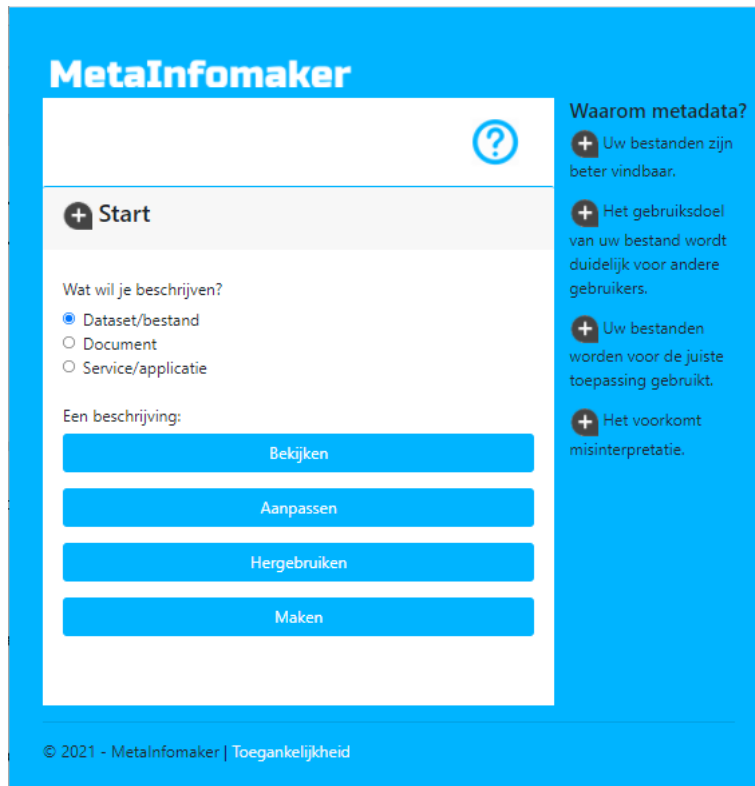 MetaInfomaker
Start
Wat wil je beschrijven?
Dataset/bestand
Document
Service/applicatie
Een beschrijving:
Bekijken
Aanpassen
Hergebruiken
Maken
Waarom metadata?
Uw bestanden zijn
beter vindbaar.
Het gebruiksdoel
van uw bestand wordt
duidelijk voor andere
gebruikers.
Uw bestanden
worden voor de juiste
toepassing gebruikt.
Het voorkomt
misinterpretatie.
© 2021 - MetaInfomaker | Toegankelijkheid